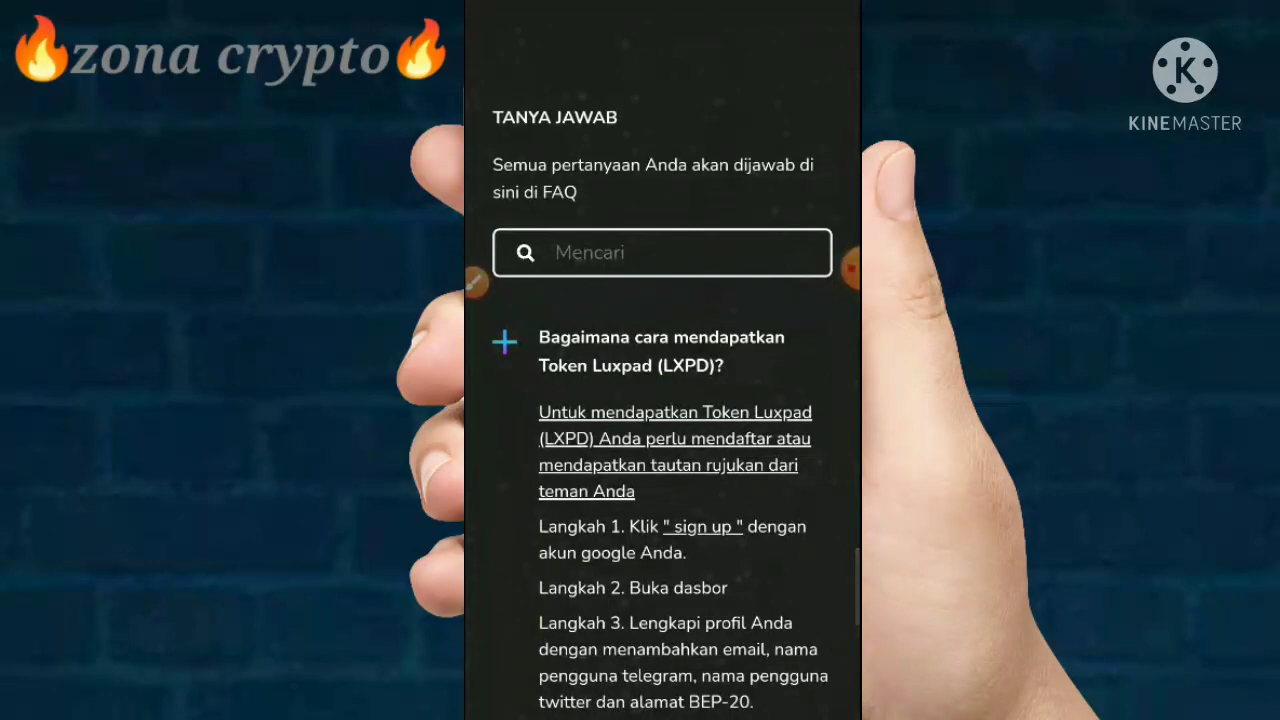 zona crypto
KINEMASTER
TANYA JAWAB
Semua pertanyaan Anda akan dijawab di
sini di FAQ
Mencari
Bagaimana cara mendapatkan
Token Luxpad (LXPD)?
Untuk mendapatkan Token Luxpad
(LXPD) Anda perlu mendaftar atau
mendapatkan tautan rujukan dari
teman Anda
Langkah 1. Klik " sign up " dengan
akun google Anda.
Langkah 2. Buka dasbor
Langkah 3. Lengkapi profil Anda
dengan menambahkan email, nama
pengguna telegram, nama pengguna
twitter dan alamat BEP-20.